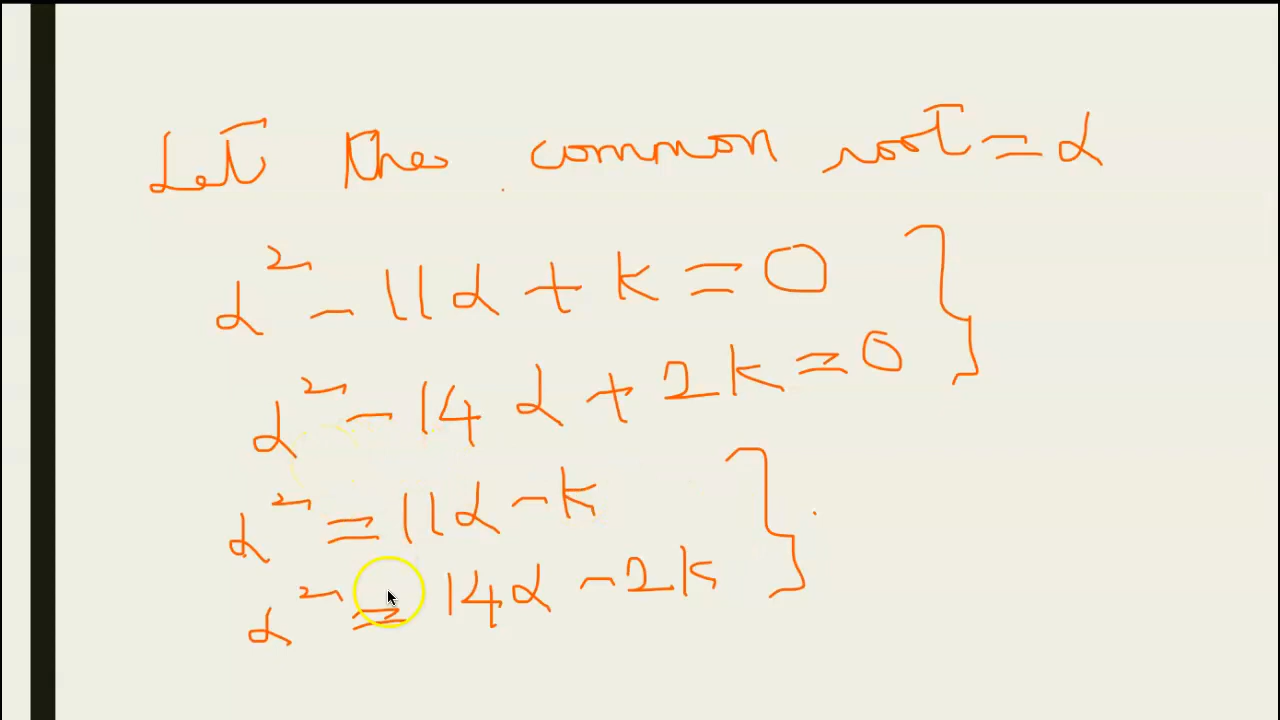 Let the common root = α
α² - 11α + k = 0
α² - 14α + 2k = 0
α² = 11α - k
α² = 14α - 2k